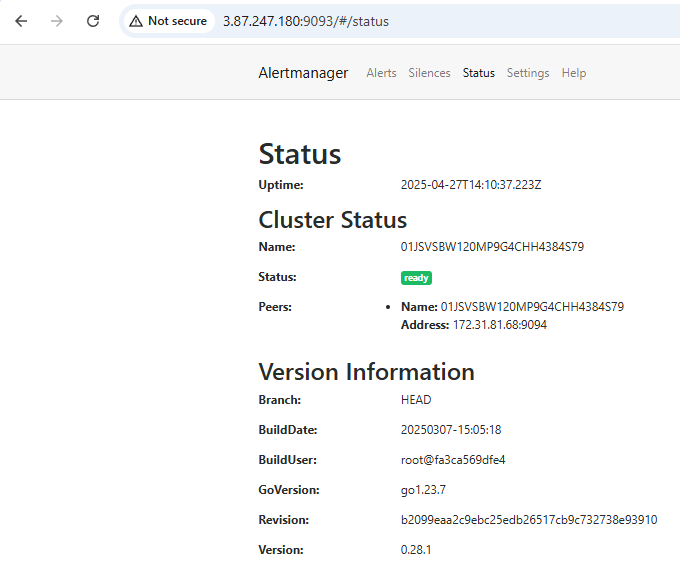 Not secure 3.87.247.180:9093/#/status
Alertmanager Alerts Silences Status Settings Help
Status
Uptime: 2025-04-27T14:10:37.223Z
Cluster Status
Name: 01JSVSBW120MP9G4CHH4384S79
Status: ready
Peers: • Name: 01JSVSBW120MP9G4CHH4384S79
Address: 172.31.81.68:9094
Version Information
Branch: HEAD
BuildDate: 20250307-15:05:18
BuildUser: root@fa3ca569dfe4
GoVersion: go1.23.7
Revision: b2099eaa2c9ebc25edb26517cb9c732738e93910
Version: 0.28.1